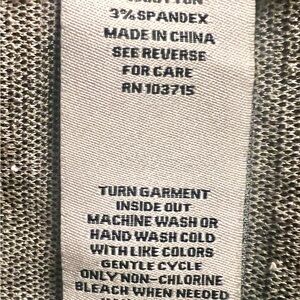 3% SPANDEX
MADE IN CHINA
SEE REVERSE
FOR CARE
RN 103715
TURN GARMENT
INSIDE OUT
MACHINE WASH OR
HAND WASH COLD
WITH LIKE COLORS
GENTLE CYCLE
ONLY NON-CHLORINE
BLEACH WHEN NEEDED